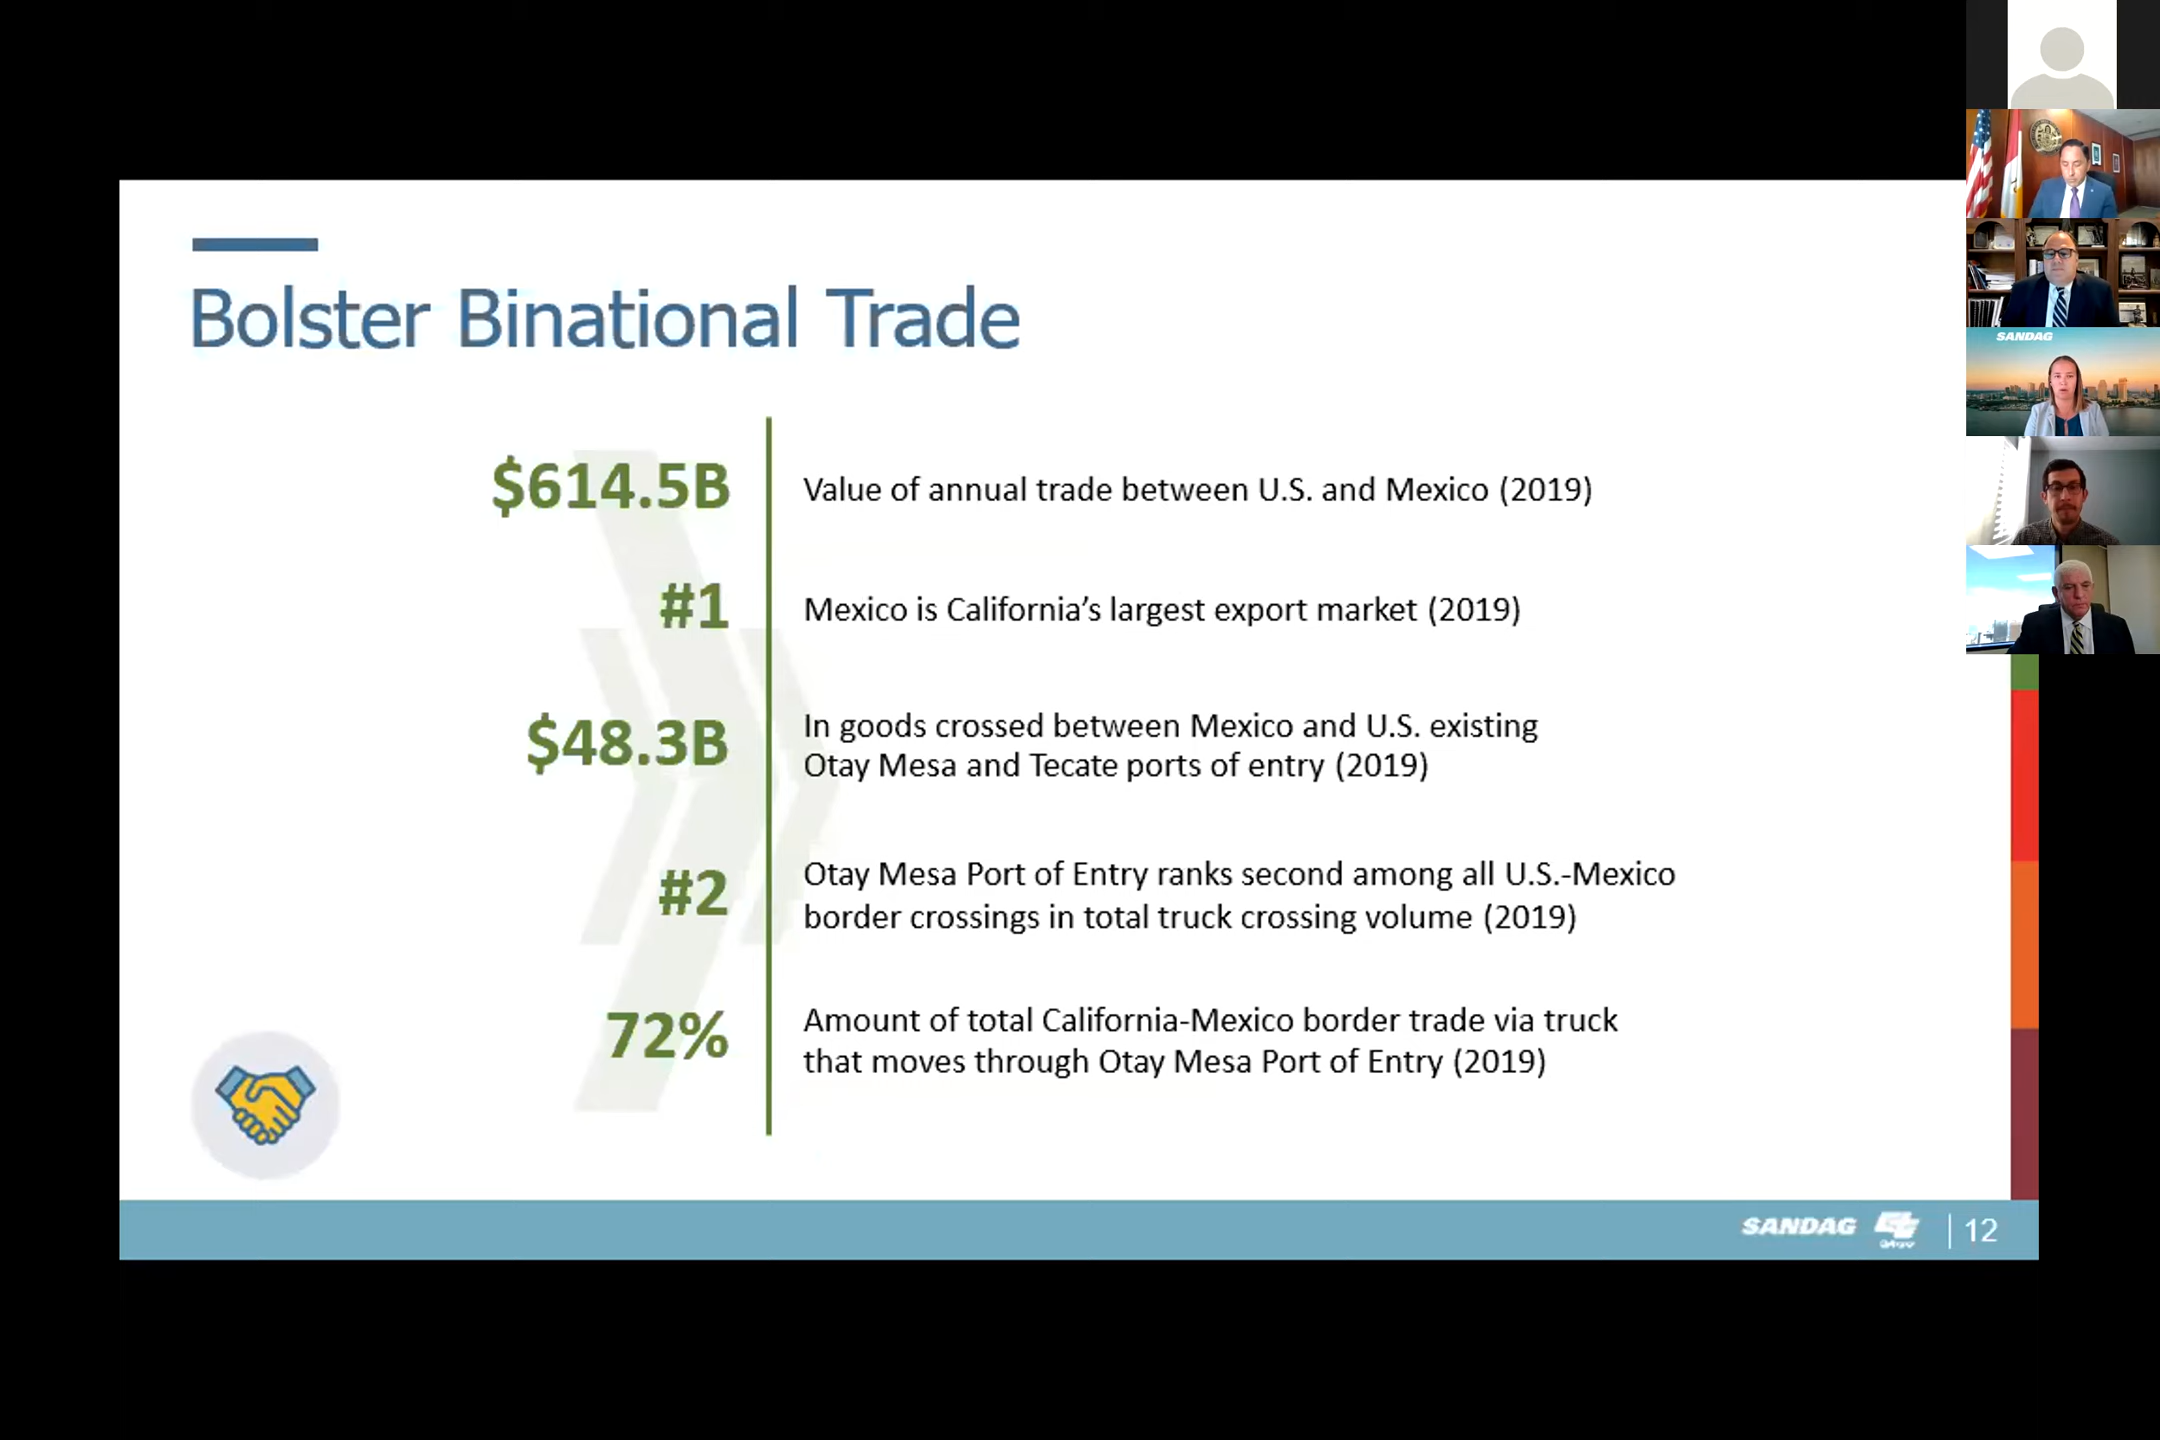 Bolster Binational Trade
$614.5B
Value of annual trade between U.S. and Mexico (2019)
#1
Mexico is California’s largest export market (2019)
$48.3B
In goods crossed between Mexico and U.S. existing
Otay Mesa and Tecate ports of entry (2019)
#2
Otay Mesa Port of Entry ranks second among all U.S.-Mexico
border crossings in total truck crossing volume (2019)
72%
Amount of total California-Mexico border trade via truck
that moves through Otay Mesa Port of Entry (2019)
SANDAG
12
SANDAG